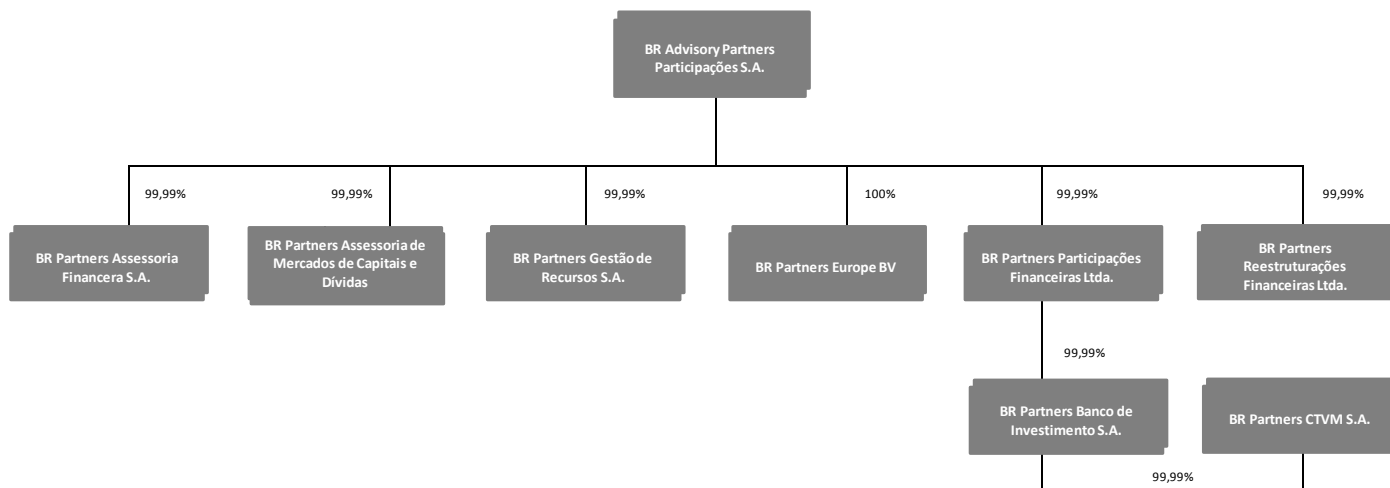 BR Advisory Partners
Participações S.A.
99,99%
99,99%
99,99%
100%
99,99%
99,99%
BR Partners Assessoria
Financera S.A.
BR Partners Assessoria de
Mercados de Capitais e
Dívidas
BR Partners Gestão de
Recursos S.A.
BR Partners Europe BV
BR Partners Participações
Financeiras Ltda.
BR Partners
Reestruturações
Financeiras Ltda.
99,99%
BR Partners Banco de
Investimento S.A.
BR Partners CTVM S.A.
99,99%